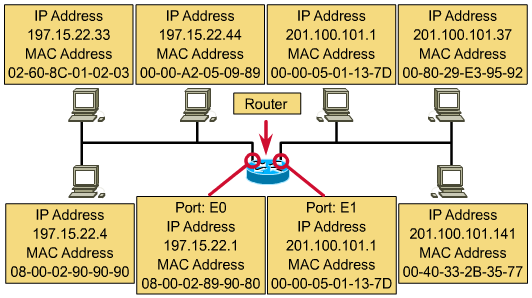 IP Address
197.15.22.33
MAC Address
02-60-8C-01-02-03
IP Address
197.15.22.44
MAC Address
00-00-A2-05-09-89
IP Address
201.100.101.1
MAC Address
00-00-05-01-13-7D
IP Address
201.100.101.37
MAC Address
00-80-29-E3-95-92
Router
IP Address
197.15.22.4
MAC Address
08-00-02-90-90-90
Port: E0
IP Address
197.15.22.1
MAC Address
08-00-02-89-90-80
Port: E1
IP Address
201.100.101.1
MAC Address
00-00-05-01-13-7D
IP Address
201.100.101.141
MAC Address
00-40-33-2B-35-77